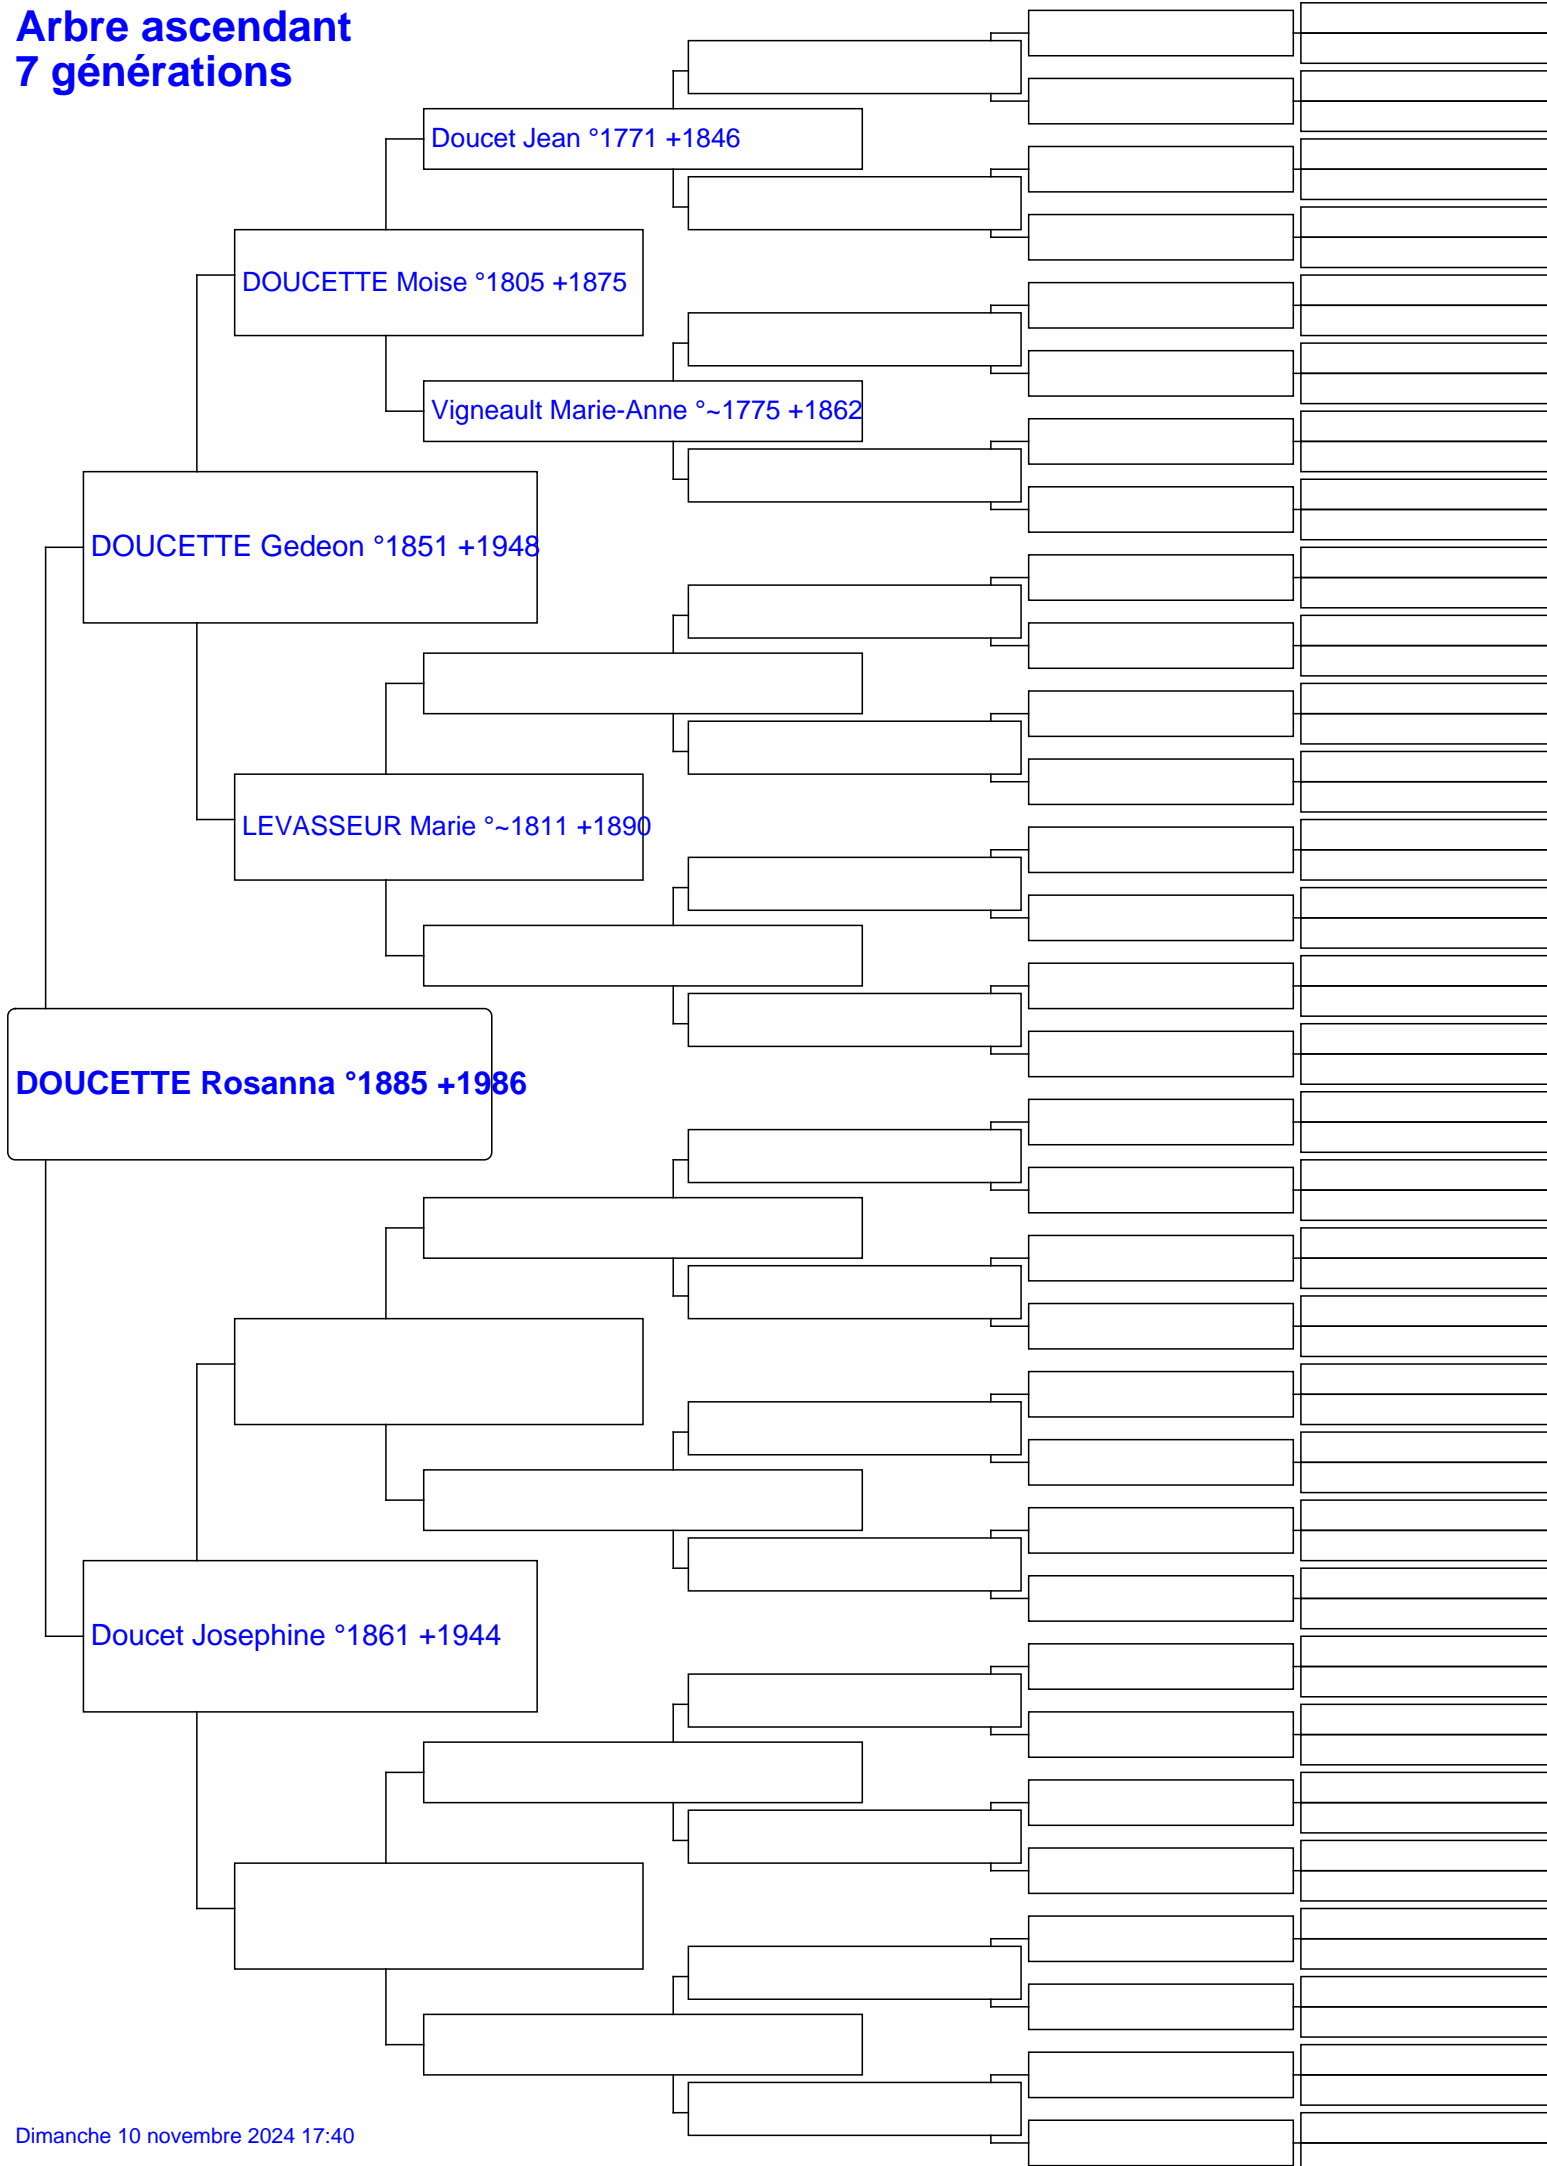 Arbre ascendant
7 générations
Doucet Jean °1771 +1846
DOUCETTE Moise °1805 +1875
Vigneault Marie-Anne °~1775 +1862
DOUCETTE Gedeon °1851 +1948
LEVASSEUR Marie °~1811 +1890
DOUCETTE Rosanna °1885 +1986
Doucet Josephine °1861 +1944
Dimanche 10 novembre 2024 17:40